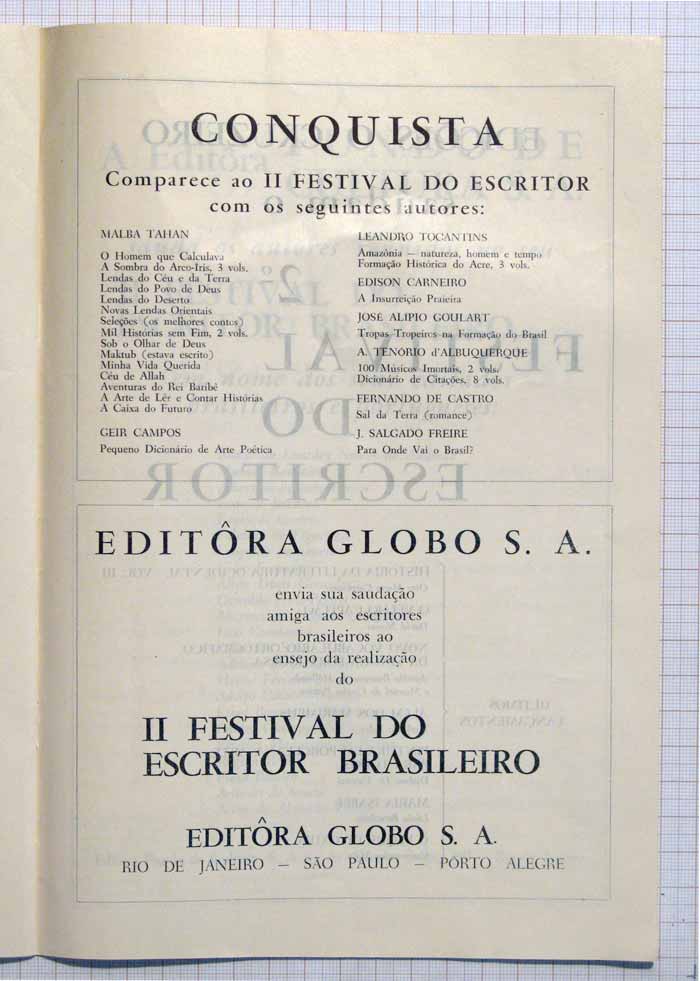 CONQUISTA
Comparece ao II FESTIVAL DO ESCRITOR
com os seguintes autores:
MALBA TAHAN
O Homem que Calculava
A Sombra do Arco-Iris, 3 vols.
Lendas do Céu e da Terra
Lendas do Povo de Deus
Lendas do Deserto
Novas Lendas Orientais
Seleções (os melhores contos)
Mil Histórias sem Fim, 2 vols.
Sob o Olhar de Deus
Maktub (estava escrito)
Minha Vida Querida
Céu de Allah
Aventuras do Rei Baribê
A Arte de Lêr e Contar Histórias
A Caixa do Futuro
GEIR CAMPOS
Pequeno Dicionário de Arte Poética
LEANDRO TOCANTINS
Amazônia — natureza, homem e tempo
Formação Histórica do Acre, 3 vols.
EDISON CARNEIRO
A Insurreição Praieira
JOSÉ ALIPIO GOULART
Tropas Tropeiros na Formação do Brasil
A. TENÓRIO d'ALBUQUERQUE
100 Músicos Imortais, 2 vols.
Dicionário de Citações, 8 vols.
FERNANDO DE CASTRO
Sal da Terra (romance)
J. SALGADO FREIRE
Para Onde Vai o Brasil?
EDITÔRA GLOBO S. A.
envia sua saudação
amiga aos escritores
brasileiros ao
ensejo da realização
do
II FESTIVAL DO
ESCRITOR BRASILEIRO
EDITÔRA GLOBO S. A.
RIO DE JANEIRO — SÃO PAULO — PÔRTO ALEGRE